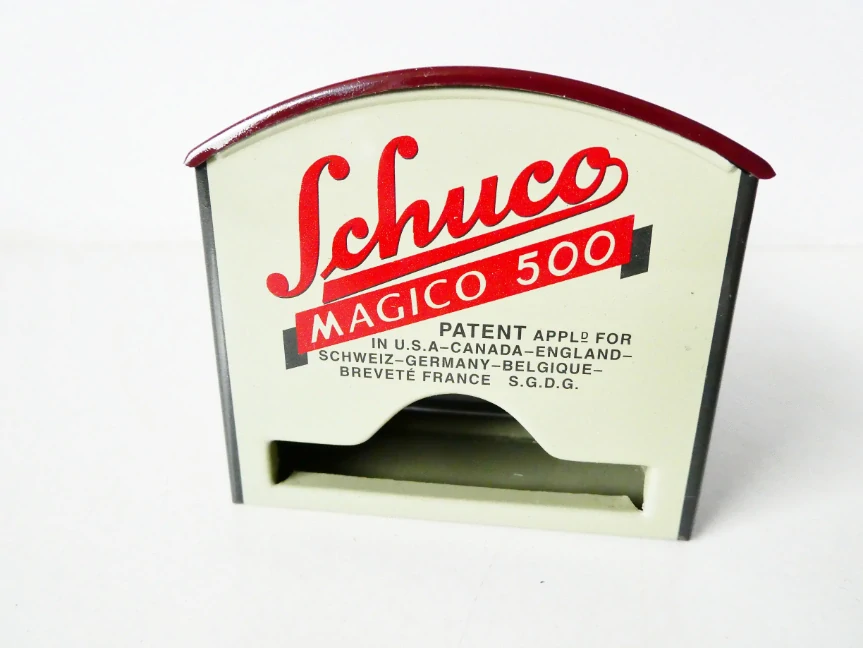 Schuco
MAGICO 500
PATENT APPLD FOR
IN U.S.A–CANADA–ENGLAND–
SCHWEIZ–GERMANY–BELGIQUE–
BREVETÉ FRANCE S.G.D.G.